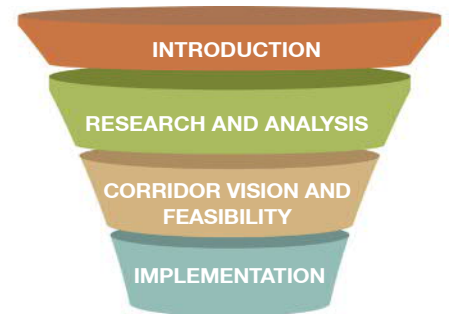 INTRODUCTION
RESEARCH AND ANALYSIS
CORRIDOR VISION AND
FEASIBILITY
IMPLEMENTATION